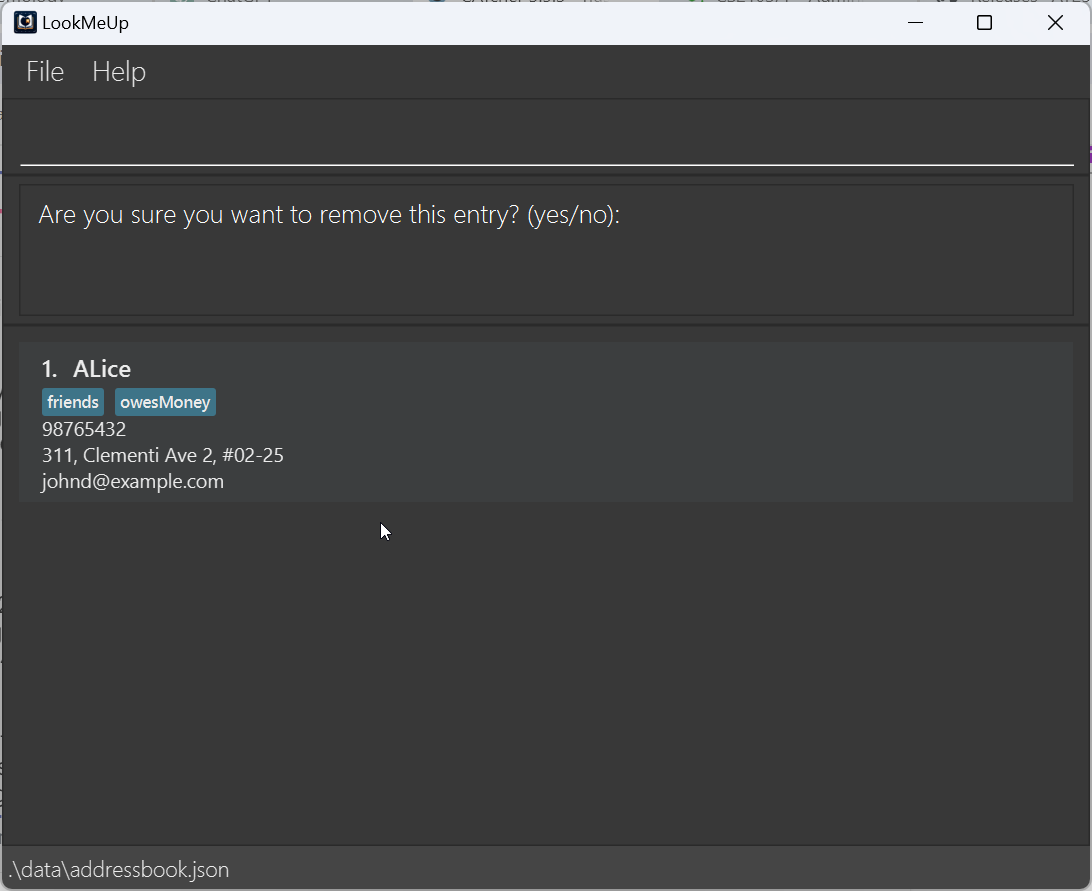 LookMeUp
File Help
Are you sure you want to remove this entry? (yes/no):
1. ALice
friends owesMoney
98765432
311, Clementi Ave 2, #02-25
johnd@example.com
.\data\addressbook.json